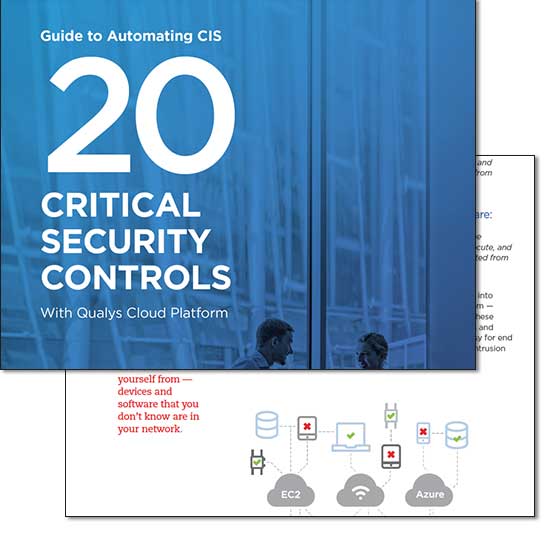 Guide to Automating CIS
20
CRITICAL
SECURITY
CONTROLS
With Qualys Cloud Platform
and
from
are:
e
cute, and
ted from
into
m —
hese
and
y for end
ntrusion
yourself from —
devices and
software that you
don't know are in
your network.
EC2
Azure